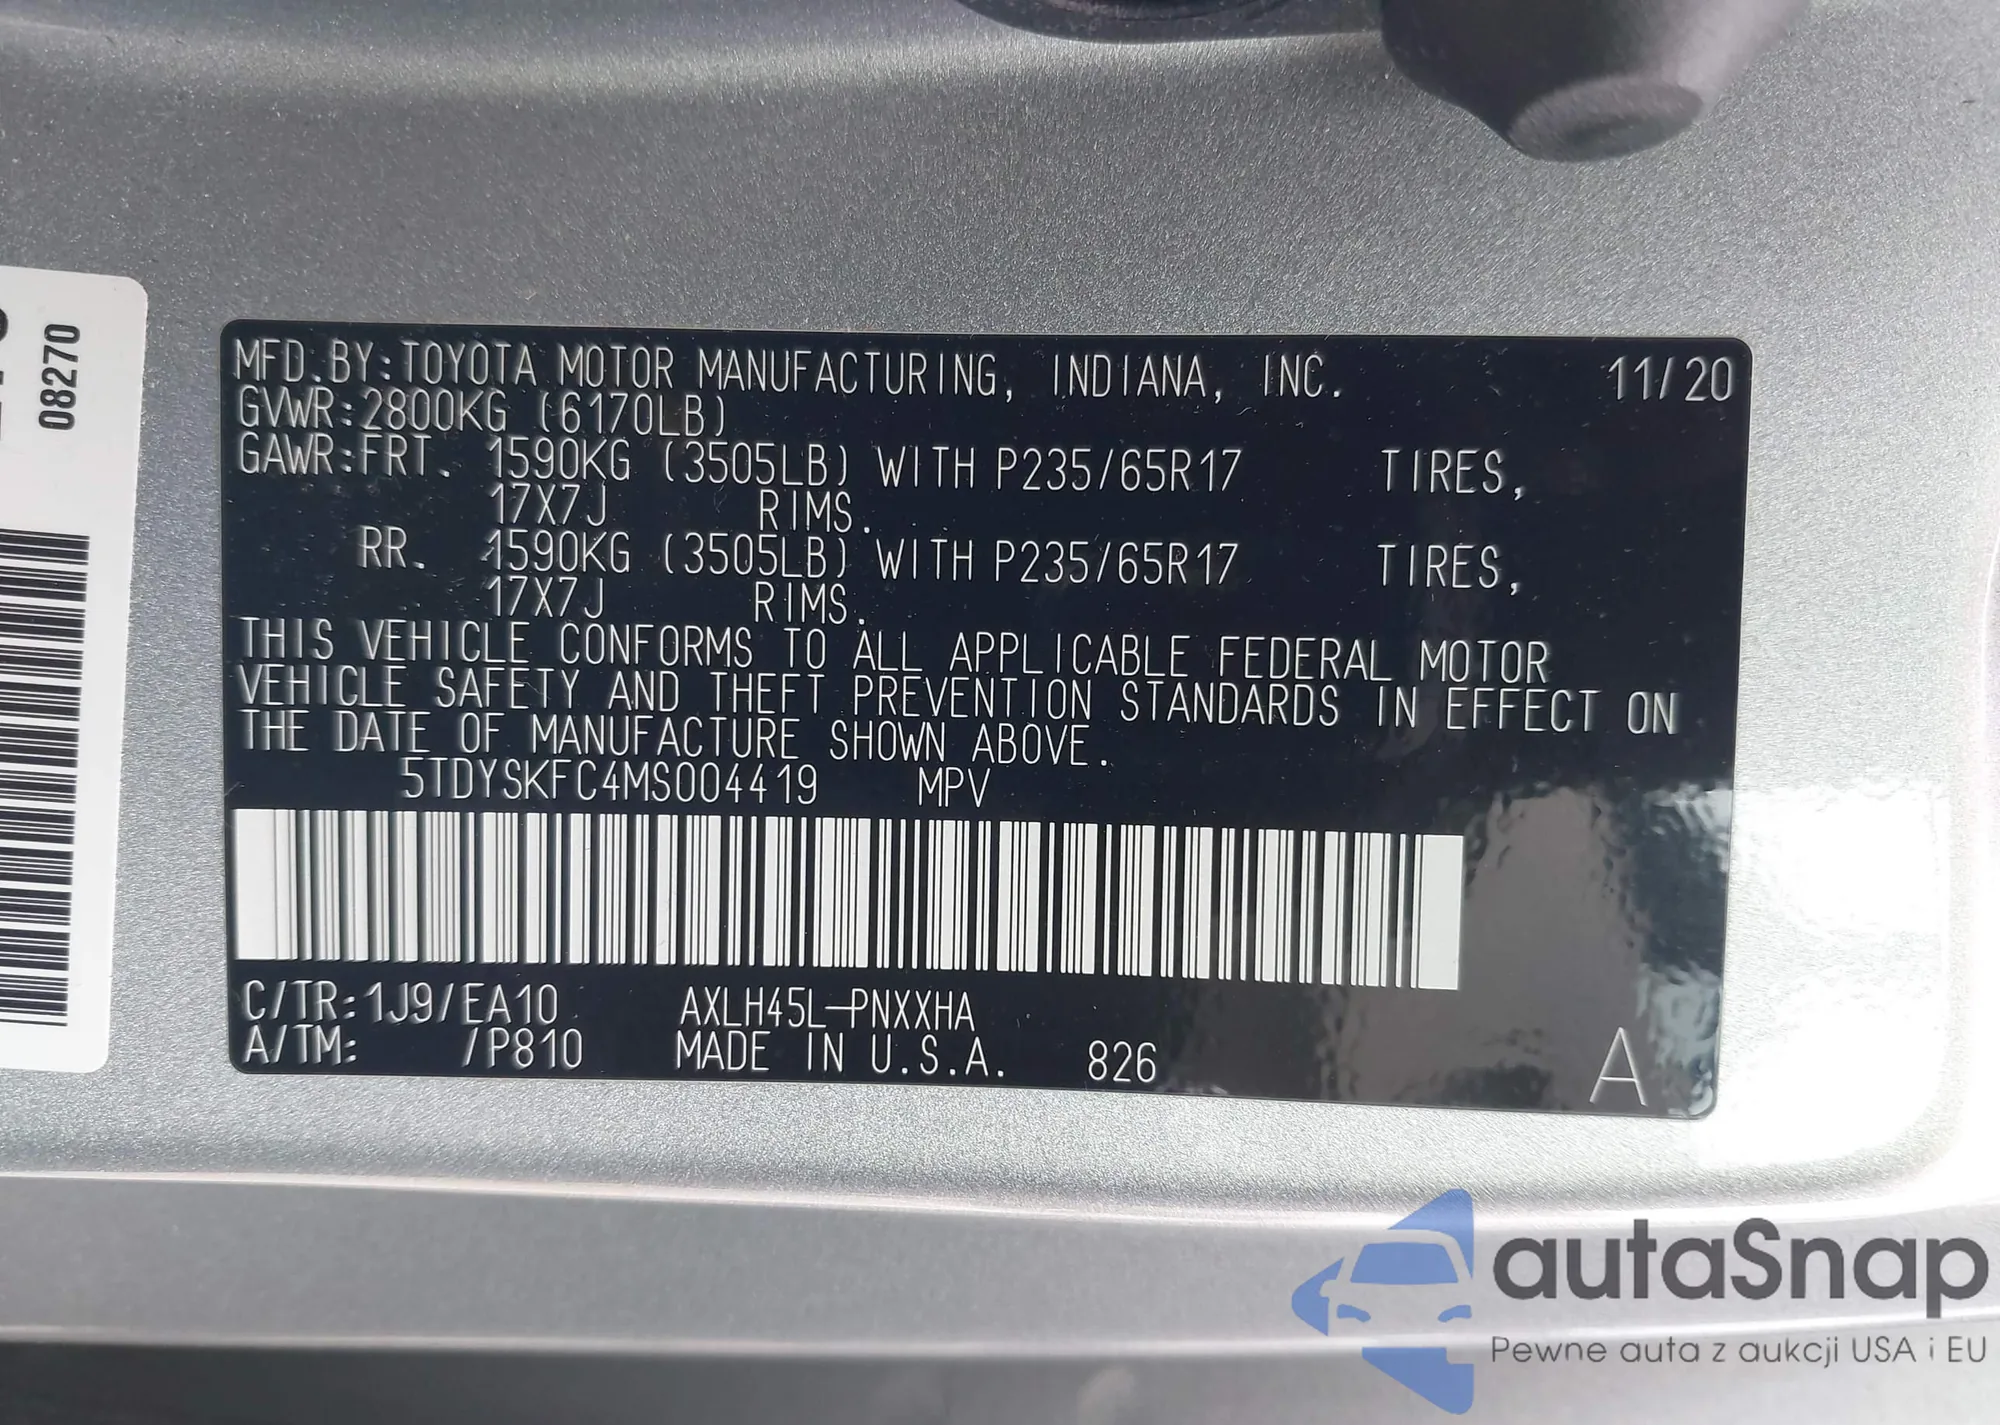 08270
MFD.BY:TOYOTA MOTOR MANUFACTURING, INDIANA, INC. 11/20
GVWR:2800KG (6170LB)
GAWR:FRT. 1590KG (3505LB) WITH P235/65R17 TIRES,
17X7J RIMS.
RR. 1590KG (3505LB) WITH P235/65R17 TIRES,
17X7J RIMS.
THIS VEHICLE CONFORMS TO ALL APPLICABLE FEDERAL MOTOR
VEHICLE SAFETY AND THEFT PREVENTION STANDARDS IN EFFECT ON
THE DATE OF MANUFACTURE SHOWN ABOVE.
5TDYSKFC4MS004419 MPV
C/TR:1J9/EA10 AXLH45L-PNXXHA
A/TM: /P810 MADE IN U.S.A. 826 A
autaSnap
Pewne auta z aukcji USA i EU